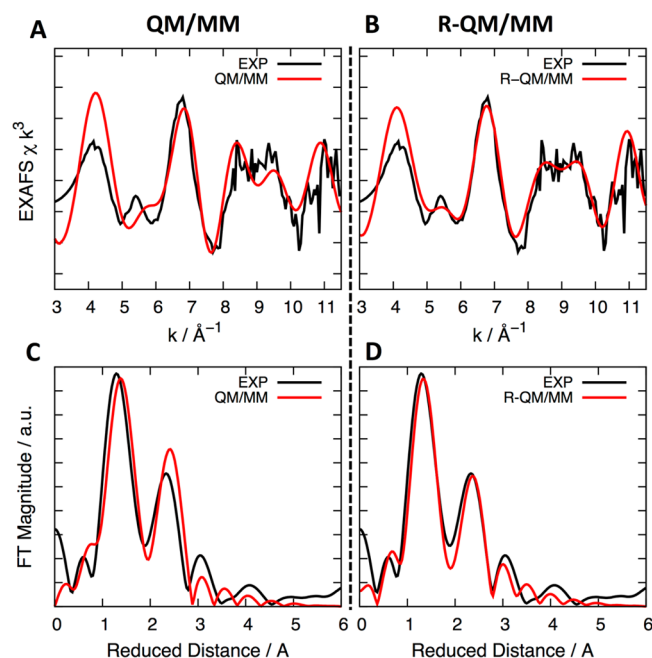 QM/MM
R-QM/MM
A
EXP
QM/MM
EXAFS χ k³
3 4 5 6 7 8 9 10 11
k / Å⁻¹
B
EXP
R–QM/MM
3 4 5 6 7 8 9 10 11
k / Å⁻¹
C
EXP
QM/MM
FT Magnitude / a.u.
0 1 2 3 4 5 6
Reduced Distance / A
D
EXP
R-QM/MM
0 1 2 3 4 5 6
Reduced Distance / A